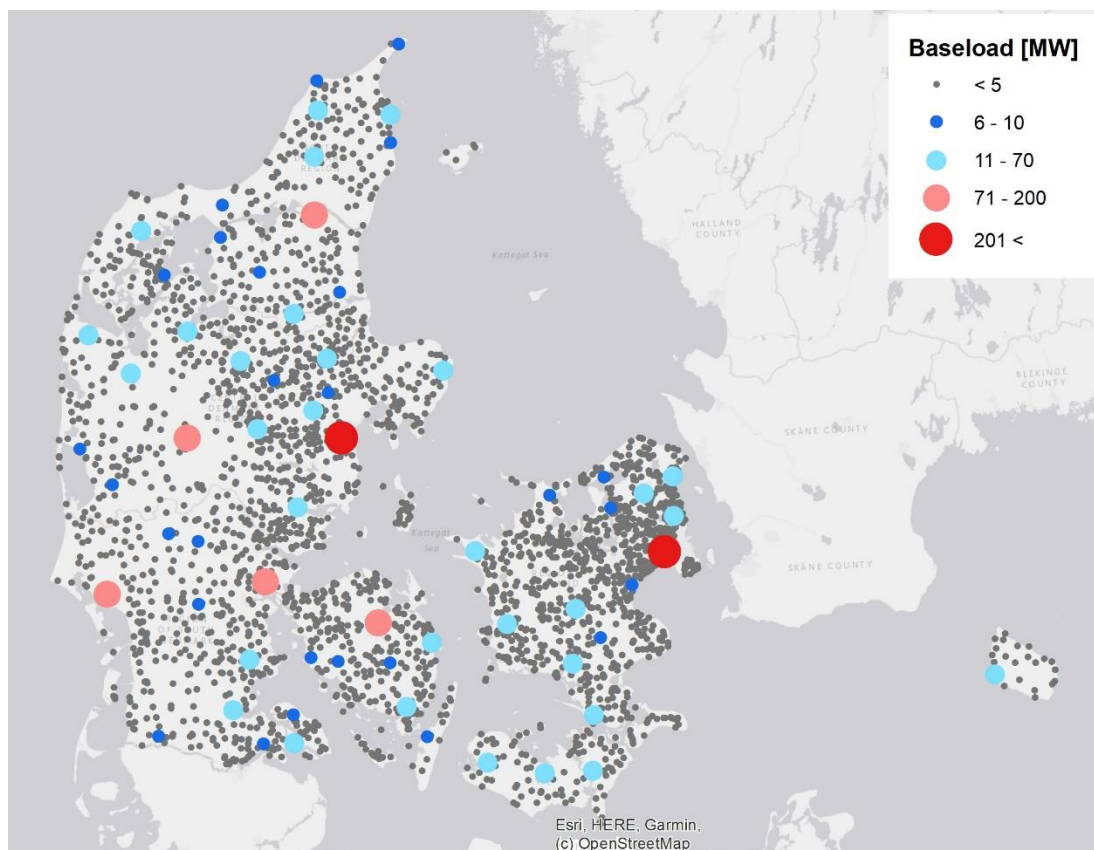 Baseload [MW]
< 5
6 - 10
11 - 70
71 - 200
201 <
REGION
HALLAND
COUNTY
Kattegat Sea
BLEKINGE
COUNTY
SKÅNE COUNTY
Kattegat
Sea
SKÅNE COUNTY
Esri, HERE, Garmin,
(c) OpenStreetMap